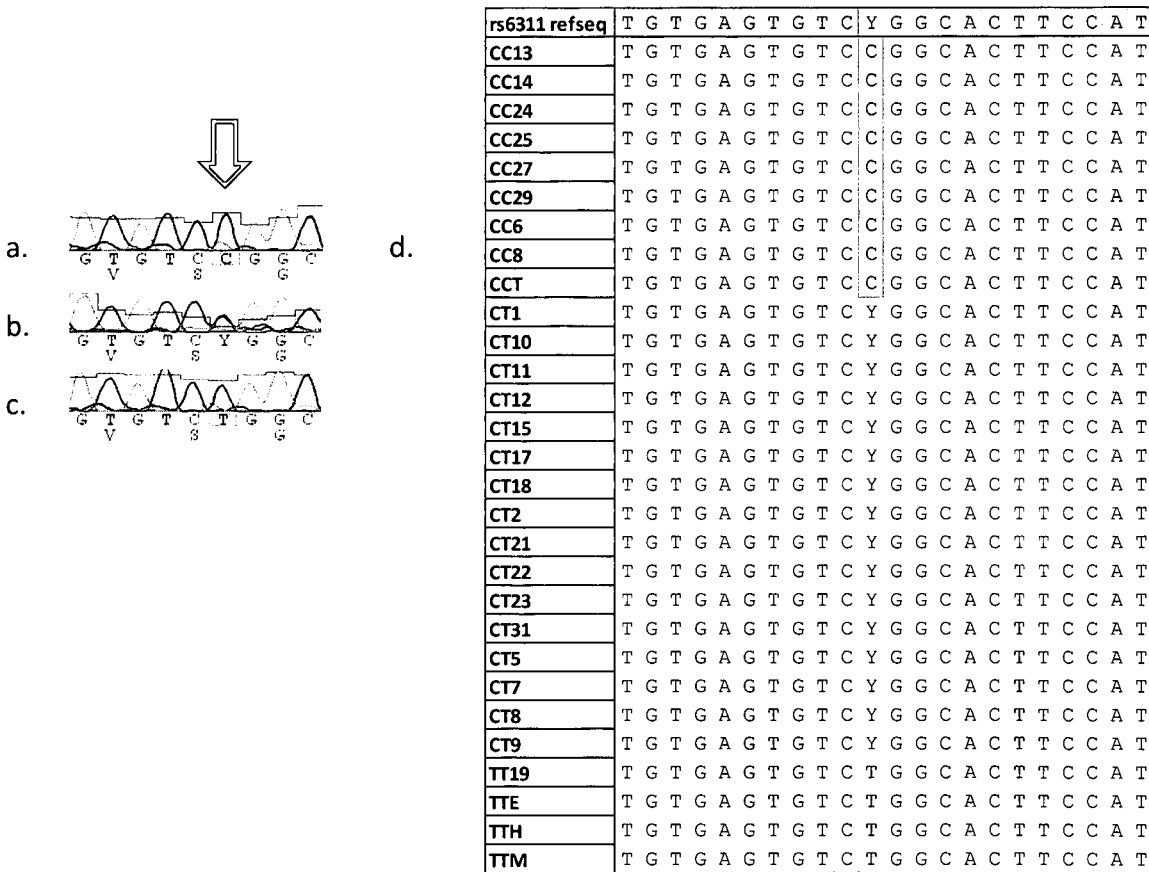 a.
G T G T C C G G C
V S G
b.
G T G T C Y G G C
V S G
c.
G T G T C T G G C
V S G
d.
rs6311 refseq T G T G A G T G T C Y G G C A C T T C C A T
CC13 T G T G A G T G T C C G G C A C T T C C A T
CC14 T G T G A G T G T C C G G C A C T T C C A T
CC24 T G T G A G T G T C C G G C A C T T C C A T
CC25 T G T G A G T G T C C G G C A C T T C C A T
CC27 T G T G A G T G T C C G G C A C T T C C A T
CC29 T G T G A G T G T C C G G C A C T T C C A T
CC6 T G T G A G T G T C C G G C A C T T C C A T
CC8 T G T G A G T G T C C G G C A C T T C C A T
CCT T G T G A G T G T C C G G C A C T T C C A T
CT1 T G T G A G T G T C Y G G C A C T T C C A T
CT10 T G T G A G T G T C Y G G C A C T T C C A T
CT11 T G T G A G T G T C Y G G C A C T T C C A T
CT12 T G T G A G T G T C Y G G C A C T T C C A T
CT15 T G T G A G T G T C Y G G C A C T T C C A T
CT17 T G T G A G T G T C Y G G C A C T T C C A T
CT18 T G T G A G T G T C Y G G C A C T T C C A T
CT2 T G T G A G T G T C Y G G C A C T T C C A T
CT21 T G T G A G T G T C Y G G C A C T T C C A T
CT22 T G T G A G T G T C Y G G C A C T T C C A T
CT23 T G T G A G T G T C Y G G C A C T T C C A T
CT31 T G T G A G T G T C Y G G C A C T T C C A T
CT5 T G T G A G T G T C Y G G C A C T T C C A T
CT7 T G T G A G T G T C Y G G C A C T T C C A T
CT8 T G T G A G T G T C Y G G C A C T T C C A T
CT9 T G T G A G T G T C Y G G C A C T T C C A T
TT19 T G T G A G T G T C T G G C A C T T C C A T
TTE T G T G A G T G T C T G G C A C T T C C A T
TTH T G T G A G T G T C T G G C A C T T C C A T
TTM T G T G A G T G T C T G G C A C T T C C A T